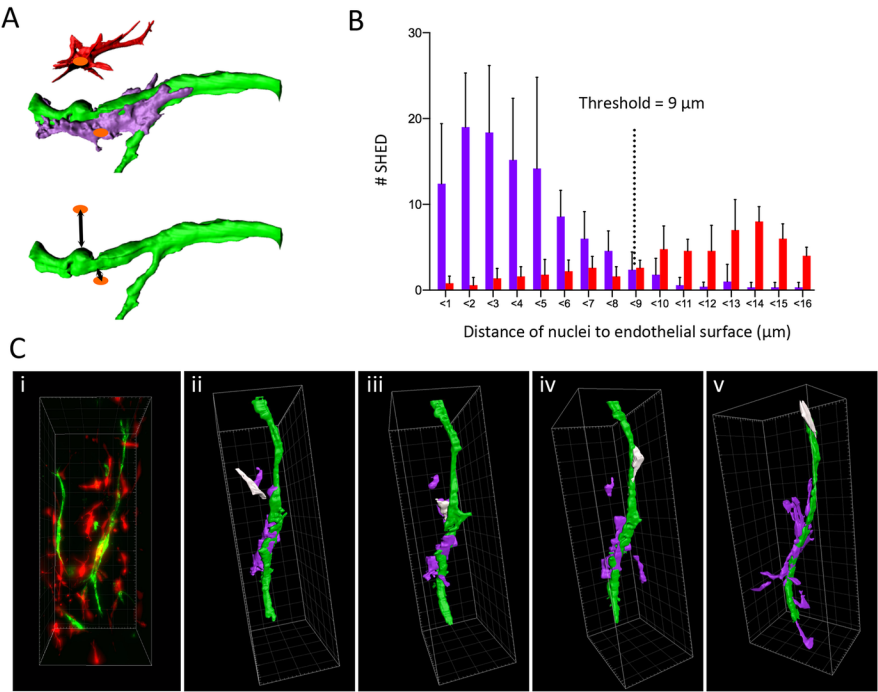 A
B
30
20
10
0
# SHED
Threshold = 9 µm
<1 <2 <3 <4 <5 <6 <7 <8 <9 <10 <11 <12 <13 <14 <15 <16
Distance of nuclei to endothelial surface (µm)
C
i
ii
iii
iv
v